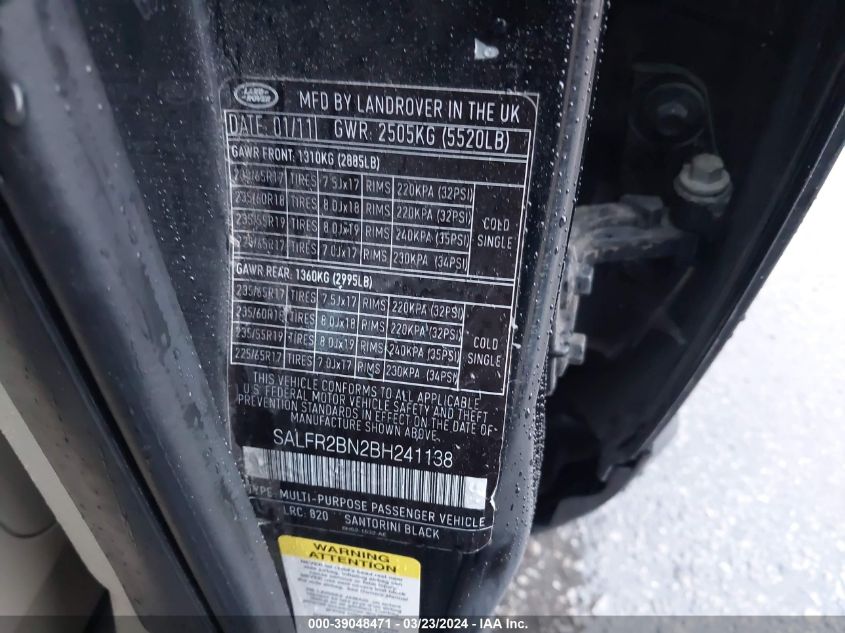 LAND ROVER
MFD BY LANDROVER IN THE UK
DATE: 01/11 GWR: 2505KG (5520LB)
GAWR FRONT: 1310KG (2885LB)
235/65R17 TIRES 7.5Jx17 RIMS 220KPA (32PSI)
235/60R18 TIRES 8.0Jx18 RIMS 220KPA (32PSI)
235/55R19 TIRES 8.0Jx19 RIMS 240KPA (35PSI)
225/65R17 TIRES 7.0Jx17 RIMS 230KPA (34PSI)
COLD
SINGLE
GAWR REAR: 1360KG (2995LB)
235/65R17 TIRES 7.5Jx17 RIMS 220KPA (32PSI)
235/60R18 TIRES 8.0Jx18 RIMS 220KPA (32PSI)
235/55R19 TIRES 8.0Jx19 RIMS 240KPA (35PSI)
225/65R17 TIRES 7.0Jx17 RIMS 230KPA (34PSI)
COLD
SINGLE
THIS VEHICLE CONFORMS TO ALL APPLICABLE
U.S. FEDERAL MOTOR VEHICLE SAFETY AND THEFT
PREVENTION STANDARDS IN EFFECT ON THE DATE OF
MANUFACTURE SHOWN ABOVE.
SALFR2BN2BH241138
TYPE: MULTI-PURPOSE PASSENGER VEHICLE
LRC: 820 SANTORINI BLACK
WARNING
ATTENTION
000-39048471 - 03/23/2024 - IAA Inc.